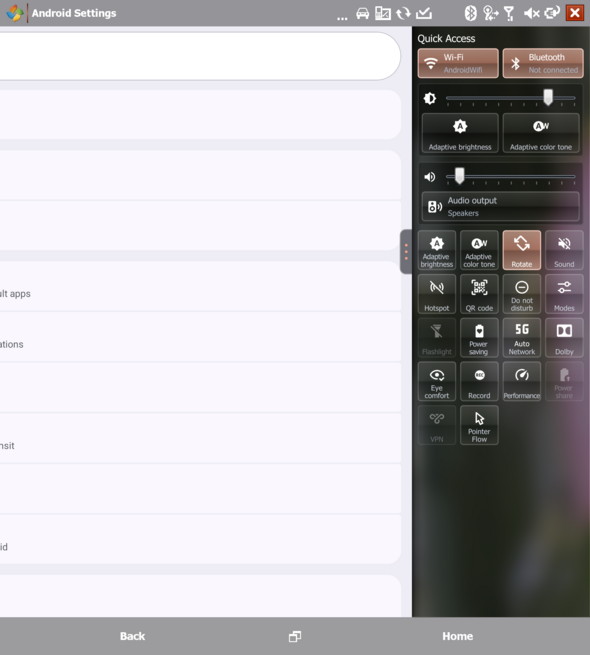 Android Settings
...
Quick Access
Wi-Fi
AndroidWifi
Bluetooth
Not connected
Adaptive brightness
Adaptive color tone
Audio output
Speakers
Adaptive
brightness
Adaptive
color tone
Rotate
Sound
ult apps
Hotspot
QR code
Do not
disturb
Modes
ations
Flashlight
Power
saving
5G
Auto
Network
Dolby
Eye
comfort
REC
Record
Performance
Power
share
nsit
VPN
Pointer
Flow
id
Back
Home